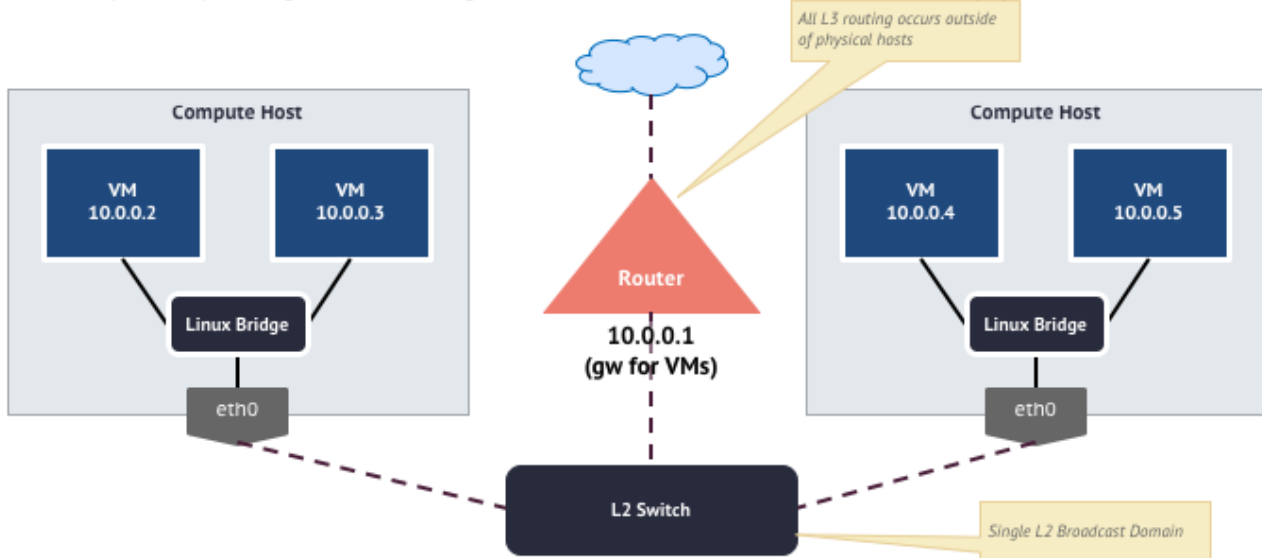 All L3 routing occurs outside
of physical hosts
Compute Host
VM
10.0.0.2
VM
10.0.0.3
Linux Bridge
eth0
Router
10.0.0.1
(gw for VMs)
Compute Host
VM
10.0.0.4
VM
10.0.0.5
Linux Bridge
eth0
L2 Switch
Single L2 Broadcast Domain